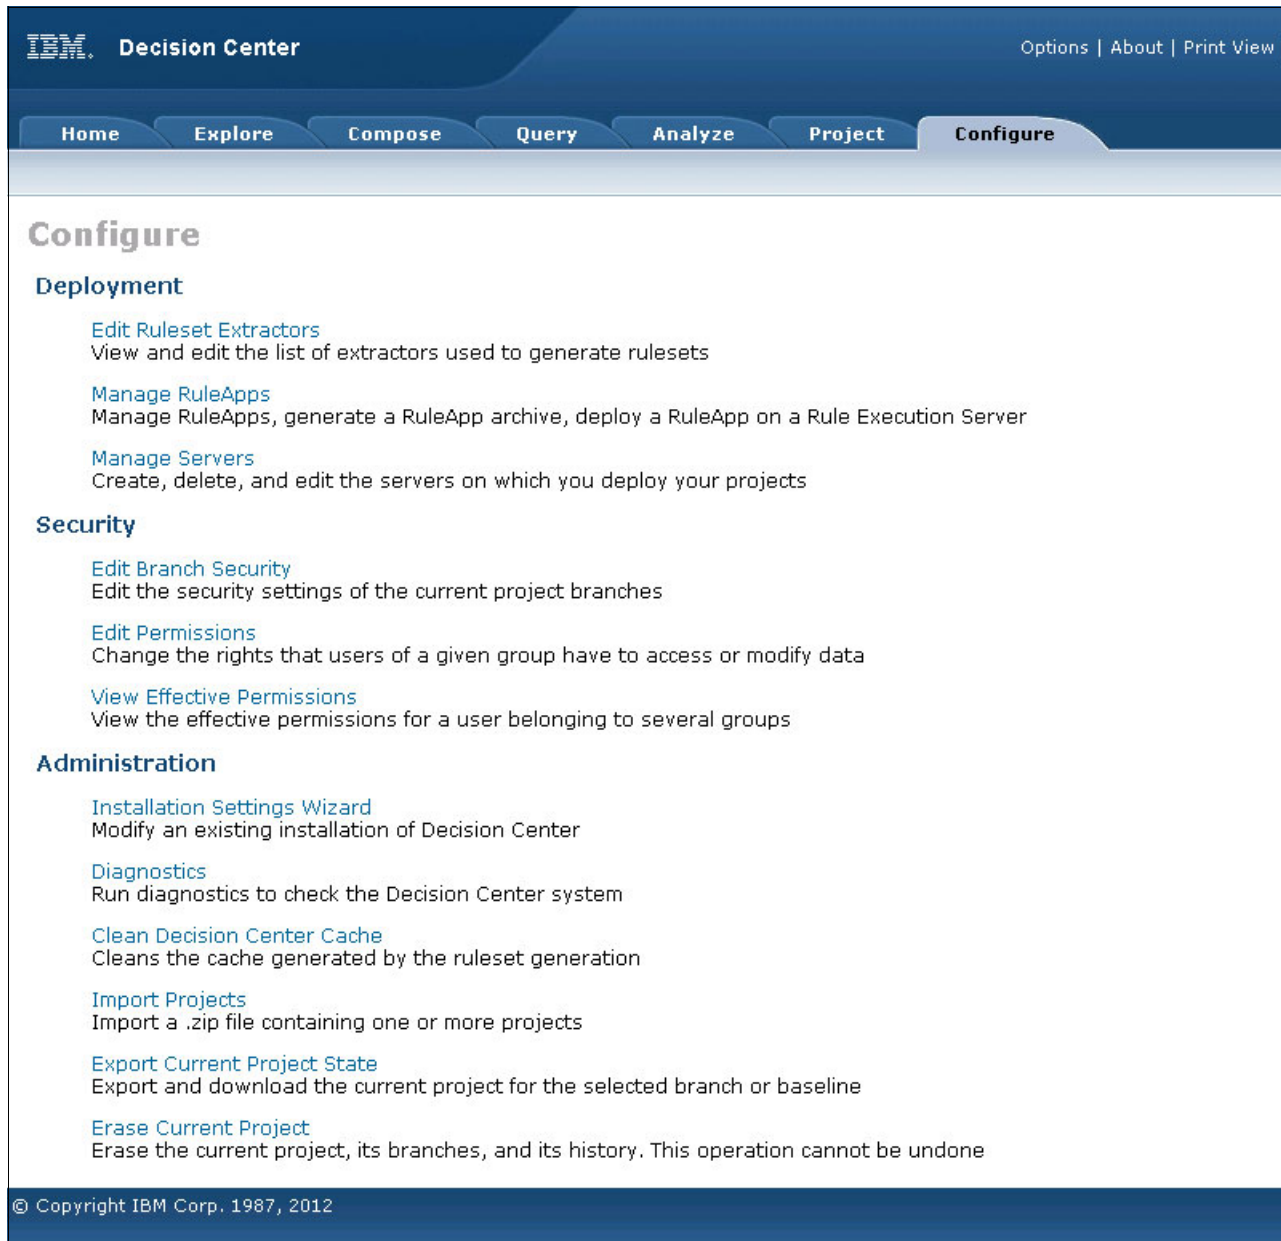 IBM. Decision Center
Options | About | Print View
Home Explore Compose Query Analyze Project Configure
Configure
Deployment
Edit Ruleset Extractors
View and edit the list of extractors used to generate rulesets
Manage RuleApps
Manage RuleApps, generate a RuleApp archive, deploy a RuleApp on a Rule Execution Server
Manage Servers
Create, delete, and edit the servers on which you deploy your projects
Security
Edit Branch Security
Edit the security settings of the current project branches
Edit Permissions
Change the rights that users of a given group have to access or modify data
View Effective Permissions
View the effective permissions for a user belonging to several groups
Administration
Installation Settings Wizard
Modify an existing installation of Decision Center
Diagnostics
Run diagnostics to check the Decision Center system
Clean Decision Center Cache
Cleans the cache generated by the ruleset generation
Import Projects
Import a .zip file containing one or more projects
Export Current Project State
Export and download the current project for the selected branch or baseline
Erase Current Project
Erase the current project, its branches, and its history. This operation cannot be undone
© Copyright IBM Corp. 1987, 2012